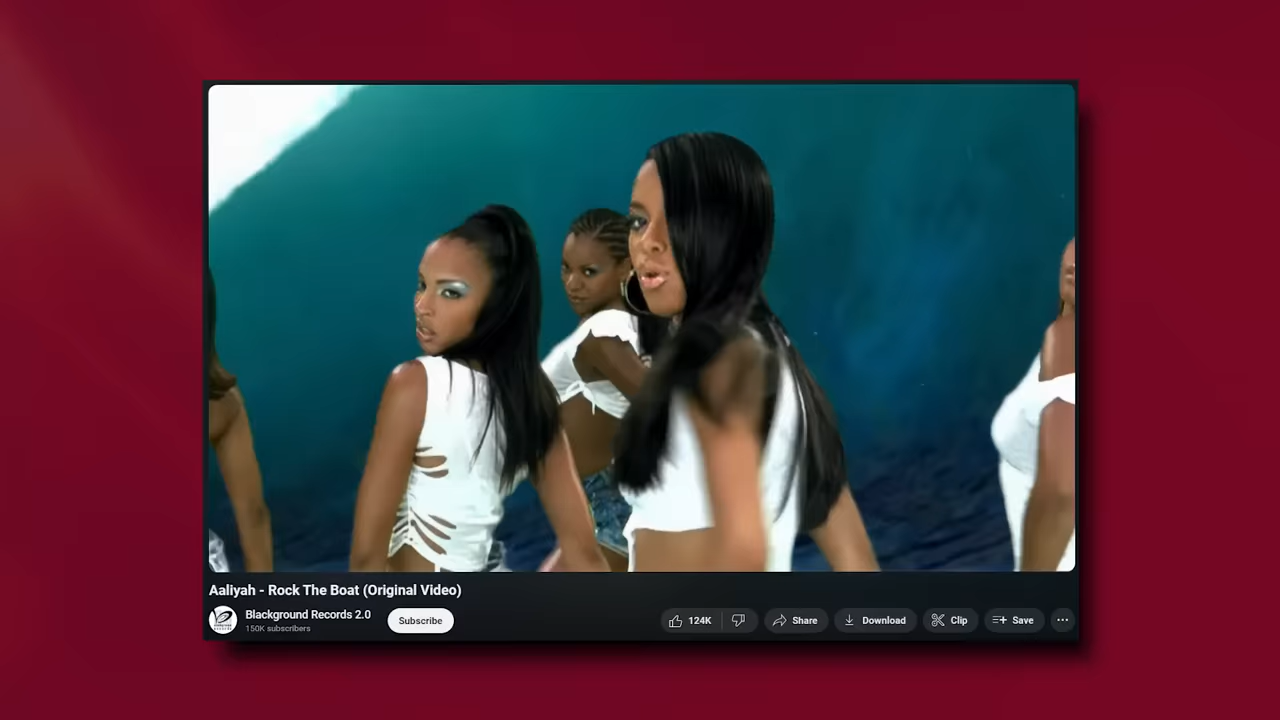 Aaliyah - Rock The Boat (Original Video)
Blackground Records 2.0
150K subscribers
Subscribe
124K
Share
Download
Clip
Save